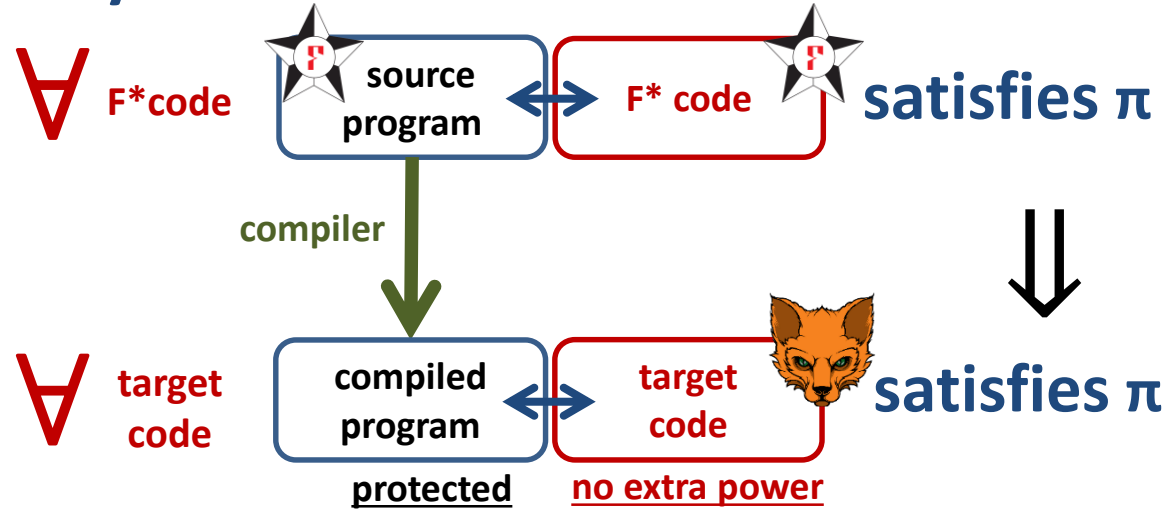 ∀ F*code
F
source
program
F* code
F
satisfies π
compiler
⇓
∀ target
code
compiled
program
target
code
satisfies π
protected
no extra power